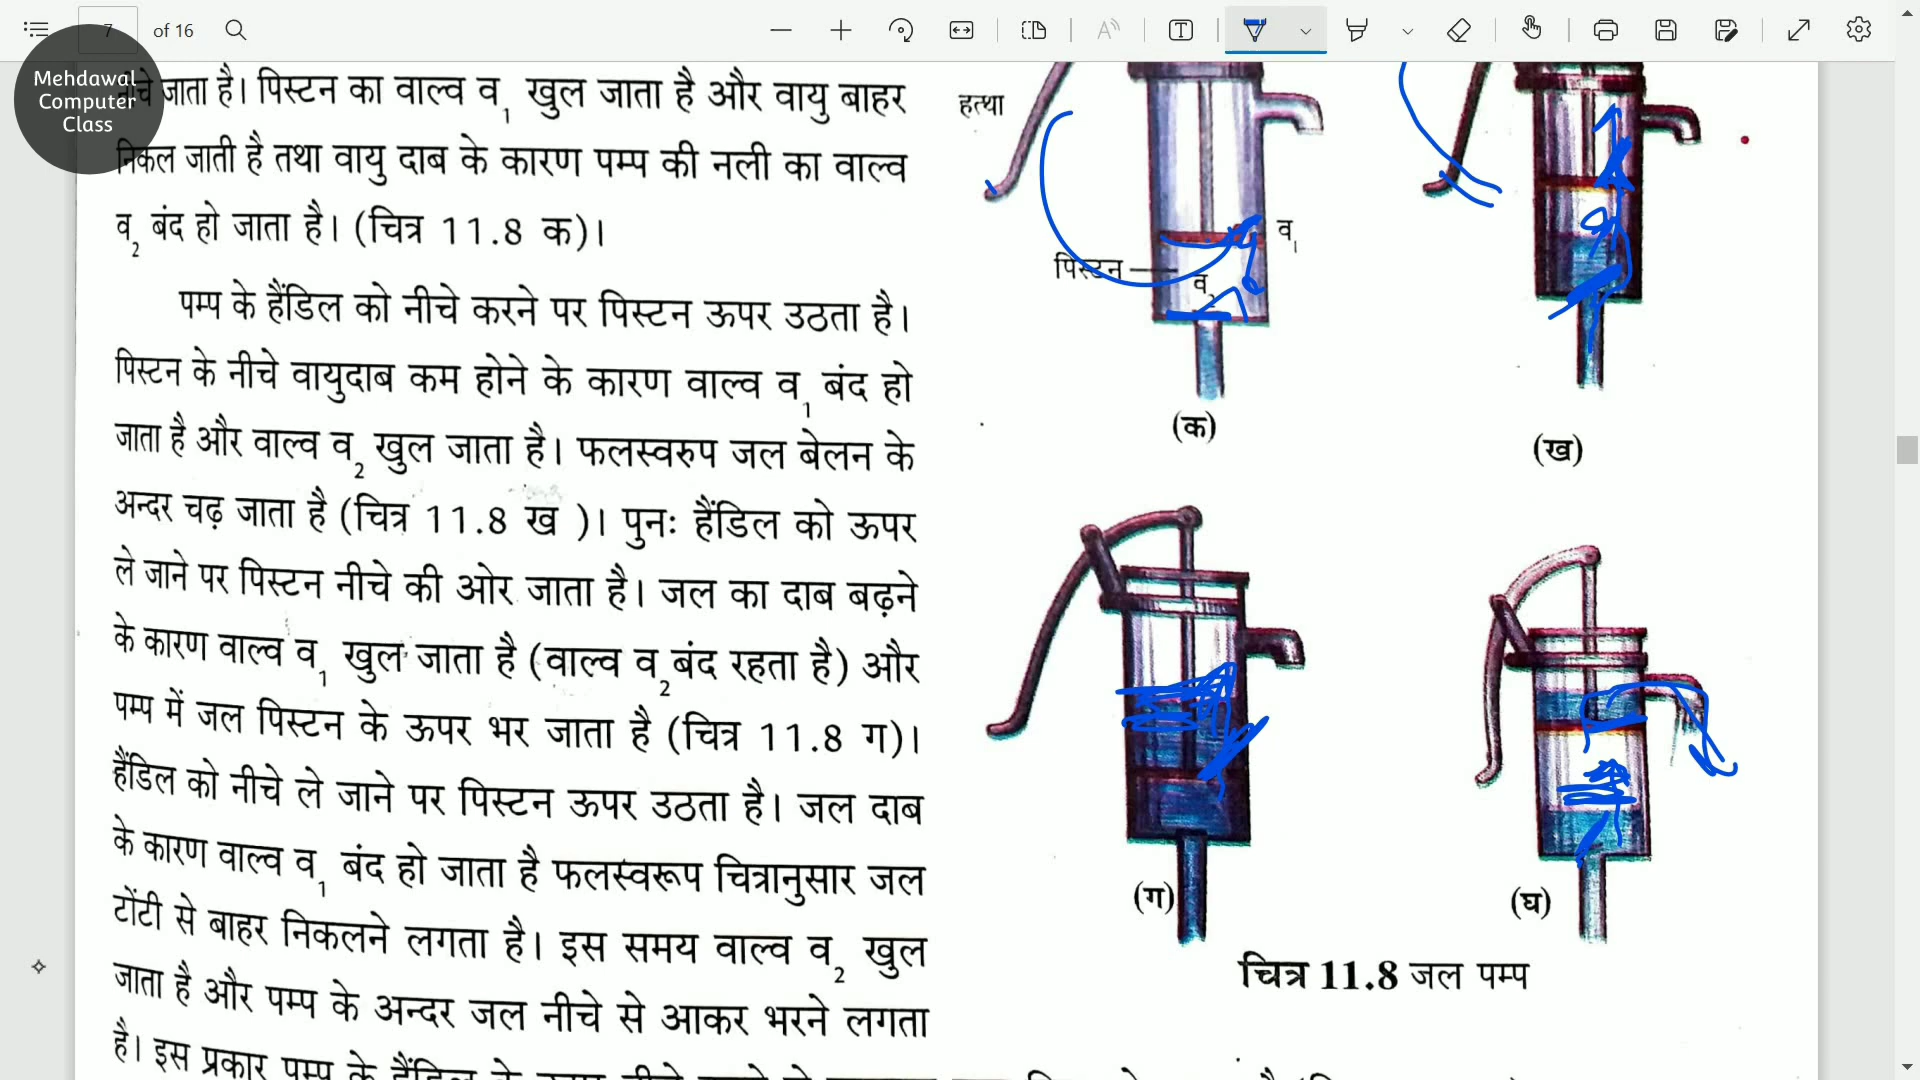 7 of 16
Mehdawal
Computer
Class
नीचे जाता है। पिस्टन का वाल्व व1 खुल जाता है और वायु बाहर
निकल जाती है तथा वायु दाब के कारण पम्प की नली का वाल्व
व2 बंद हो जाता है। (चित्र 11.8 क)।
पम्प के हैंडिल को नीचे करने पर पिस्टन ऊपर उठता है।
पिस्टन के नीचे वायुदाब कम होने के कारण वाल्व व1 बंद हो
जाता है और वाल्व व2 खुल जाता है। फलस्वरुप जल बेलन के
अन्दर चढ़ जाता है (चित्र 11.8 ख )। पुनः हैंडिल को ऊपर
ले जाने पर पिस्टन नीचे की ओर जाता है। जल का दाब बढ़ने
के कारण वाल्व व1 खुल जाता है (वाल्व व2 बंद रहता है) और
पम्प में जल पिस्टन के ऊपर भर जाता है (चित्र 11.8 ग)।
हैंडिल को नीचे ले जाने पर पिस्टन ऊपर उठता है। जल दाब
के कारण वाल्व व1 बंद हो जाता है फलस्वरूप चित्रानुसार जल
टोंटी से बाहर निकलने लगता है। इस समय वाल्व व2 खुल
जाता है और पम्प के अन्दर जल नीचे से आकर भरने लगता
है। इस प्रकार पम्प के हैंडिल के
हत्था
व1
पिस्टन
व2
(क)
(ख)
(ग)
(घ)
चित्र 11.8 जल पम्प